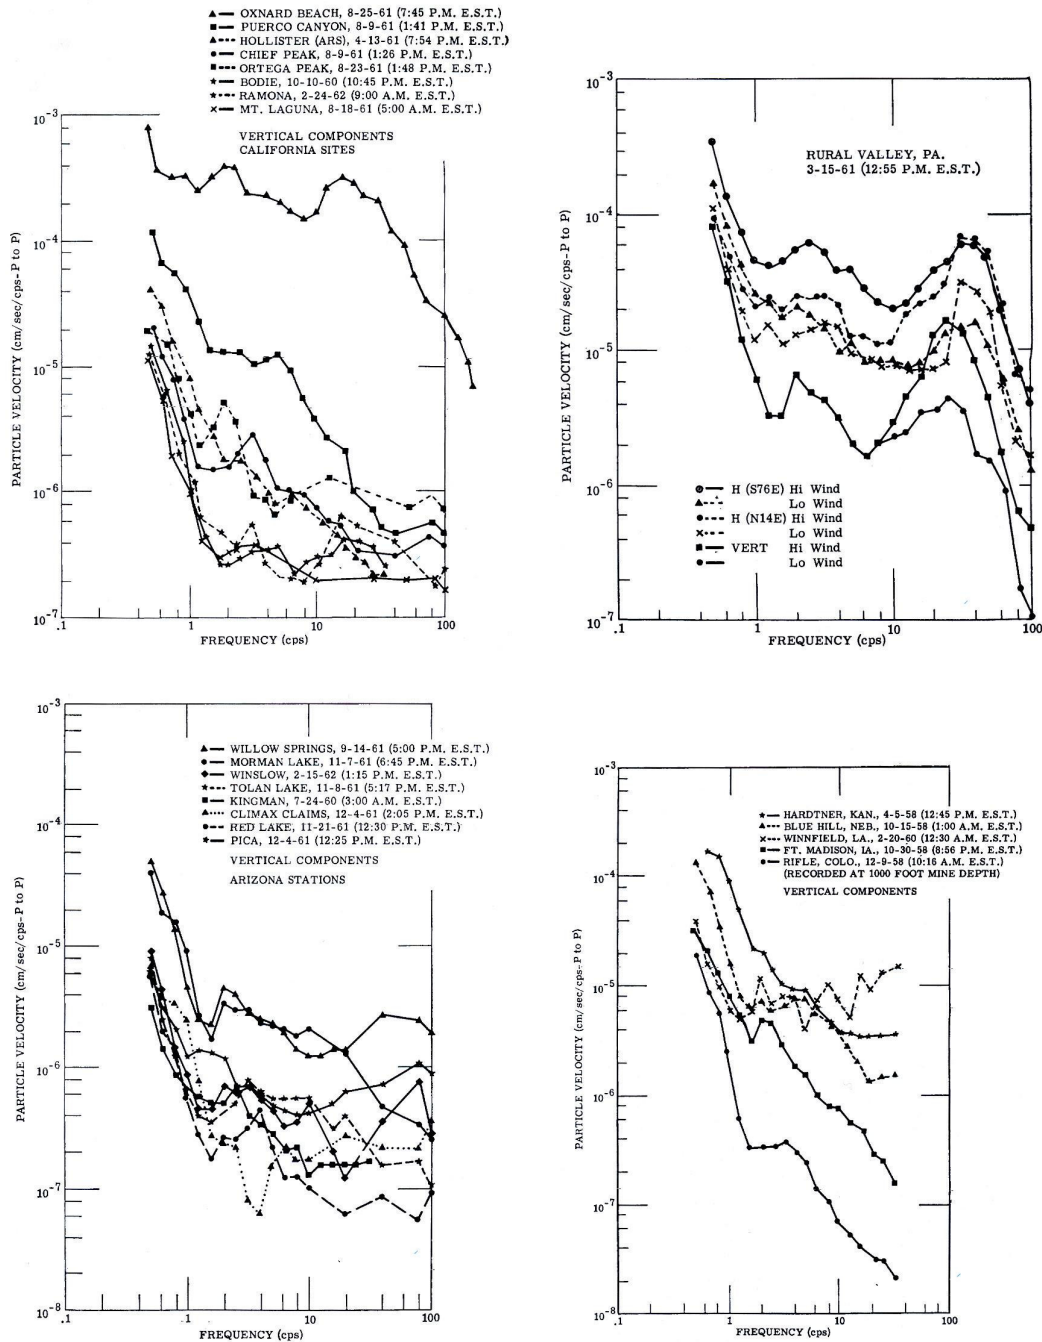 OXNARD BEACH, 8-25-61 (7:45 P.M. E.S.T.)
PUERCO CANYON, 8-9-61 (1:41 P.M. E.S.T.)
HOLLISTER (ARS), 4-13-61 (7:54 P.M. E.S.T.)
CHIEF PEAK, 8-9-61 (1:26 P.M. E.S.T.)
ORTEGA PEAK, 8-23-61 (1:48 P.M. E.S.T.)
BODIE, 10-10-60 (10:45 P.M. E.S.T.)
RAMONA, 2-24-62 (9:00 A.M. E.S.T.)
MT. LAGUNA, 8-18-61 (5:00 A.M. E.S.T.)
VERTICAL COMPONENTS
CALIFORNIA SITES
PARTICLE VELOCITY (cm/sec/cps-P to P)
10⁻³
10⁻⁴
10⁻⁵
10⁻⁶
10⁻⁷
.1 1 10 100
FREQUENCY (cps)
RURAL VALLEY, PA.
3-15-61 (12:55 P.M. E.S.T.)
PARTICLE VELOCITY (cm/sec/cps-P to P)
10⁻³
10⁻⁴
10⁻⁵
10⁻⁶
10⁻⁷
H (S76E) Hi Wind
Lo Wind
H (N14E) Hi Wind
Lo Wind
VERT Hi Wind
Lo Wind
.1 1 10 100
FREQUENCY (cps)
WILLOW SPRINGS, 9-14-61 (5:00 P.M. E.S.T.)
MORMAN LAKE, 11-7-61 (6:45 P.M. E.S.T.)
WINSLOW, 2-15-62 (1:15 P.M. E.S.T.)
TOLAN LAKE, 11-8-61 (5:17 P.M. E.S.T.)
KINGMAN, 7-24-60 (3:00 A.M. E.S.T.)
CLIMAX CLAIMS, 12-4-61 (2:05 P.M. E.S.T.)
RED LAKE, 11-21-61 (12:30 P.M. E.S.T.)
PICA, 12-4-61 (12:25 P.M. E.S.T.)
VERTICAL COMPONENTS
ARIZONA STATIONS
PARTICLE VELOCITY (cm/sec/cps-P to P)
10⁻³
10⁻⁴
10⁻⁵
10⁻⁶
10⁻⁷
10⁻⁸
.1 .1 10 100
FREQUENCY (cps)
HARDTNER, KAN., 4-5-58 (12:45 P.M. E.S.T.)
BLUE HILL, NEB., 10-15-58 (1:00 A.M. E.S.T.)
WINNFIELD, LA., 2-20-60 (12:30 A.M. E.S.T.)
FT. MADISON, IA., 10-30-58 (8:56 P.M. E.S.T.)
RIFLE, COLO., 12-9-58 (10:16 A.M. E.S.T.)
(RECORDED AT 1000 FOOT MINE DEPTH)
VERTICAL COMPONENTS
PARTICLE VELOCITY (cm/sec/cps-P to P)
10⁻³
10⁻⁴
10⁻⁵
10⁻⁶
10⁻⁷
10⁻⁸
.1 1 10 100
FREQUENCY (cps)